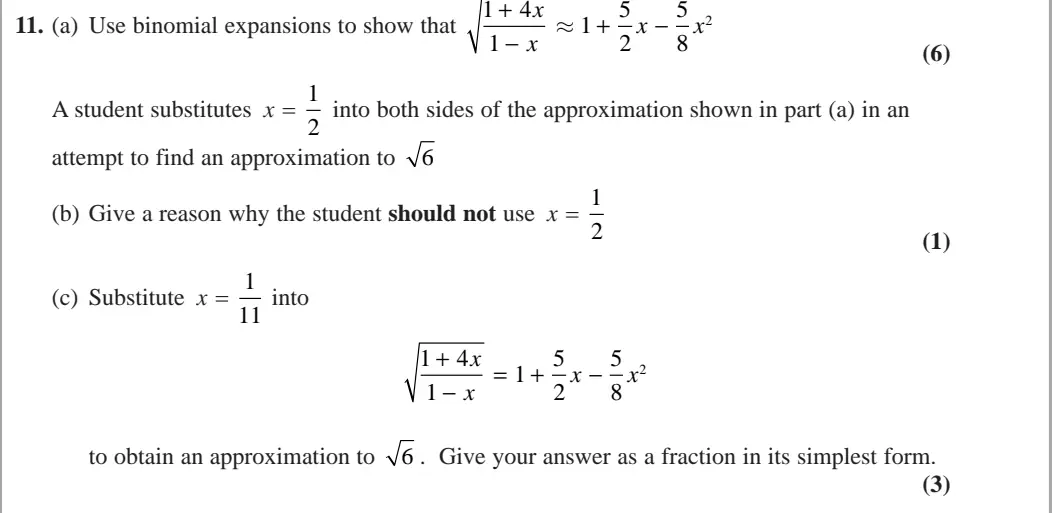 11. (a) Use binomial expansions to show that √((1 + 4x)/(1 – x)) ≈ 1 + 5/2 x – 5/8 x²
(6)
A student substitutes x = 1/2 into both sides of the approximation shown in part (a) in an
attempt to find an approximation to √6
(b) Give a reason why the student should not use x = 1/2
(1)
(c) Substitute x = 1/11 into
√((1 + 4x)/(1 – x)) = 1 + 5/2 x – 5/8 x²
to obtain an approximation to √6 . Give your answer as a fraction in its simplest form.
(3)